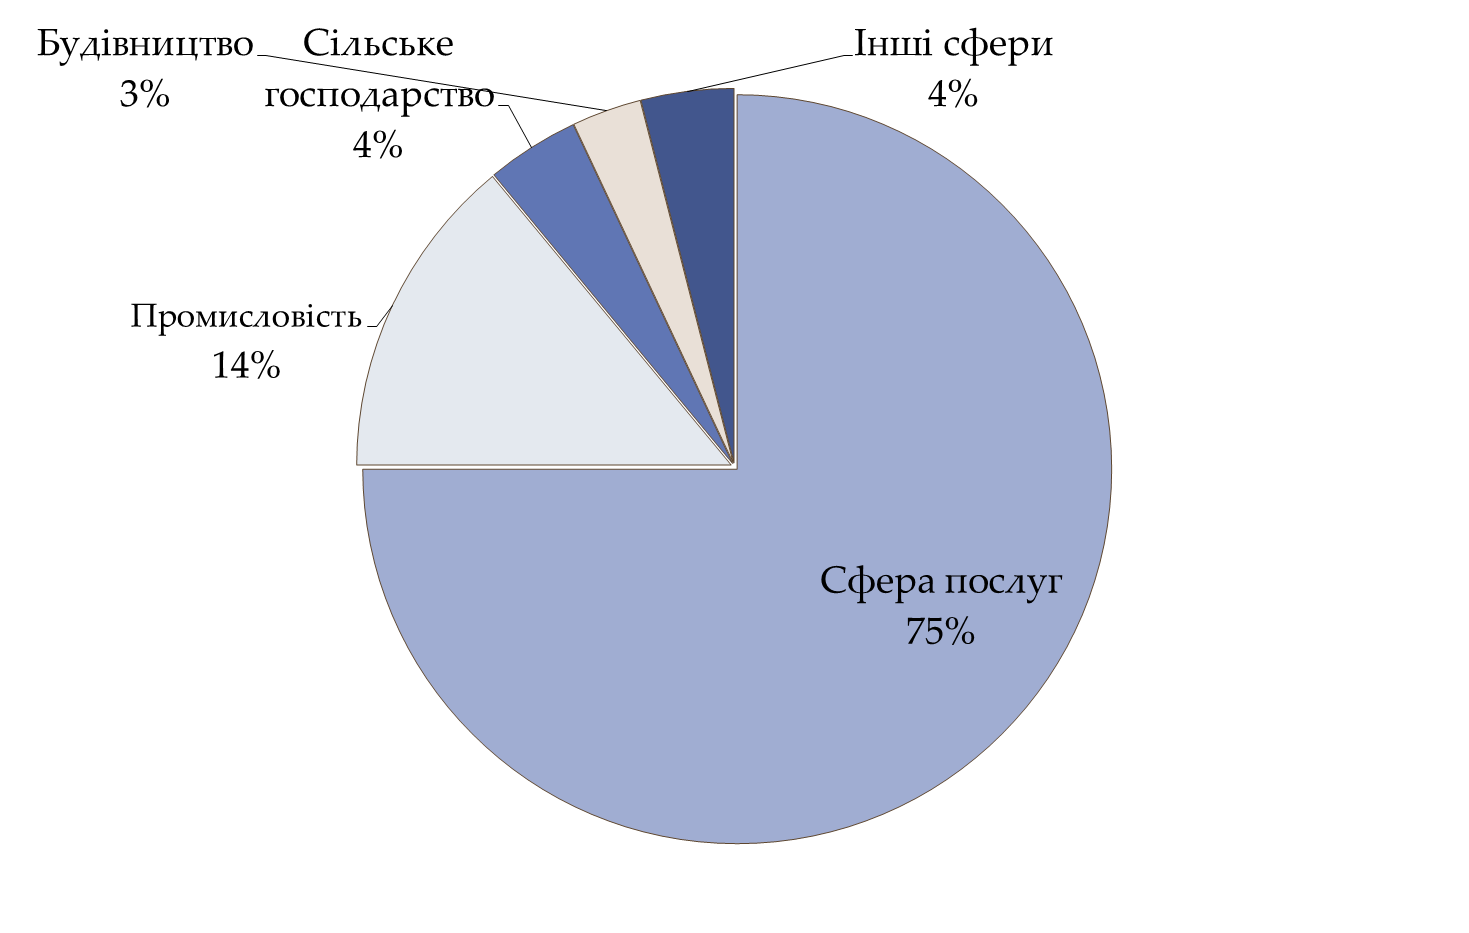 Будівництво
3%
Сільське
господарство
4%
Інші сфери
4%
Промисловість
14%
Сфера послуг
75%